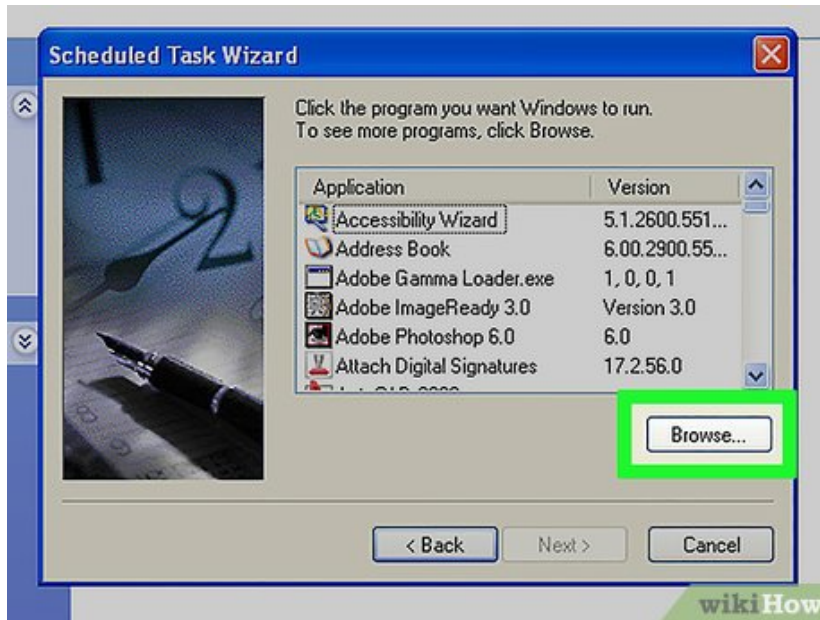 Scheduled Task Wizard
Click the program you want Windows to run.
To see more programs, click Browse.
Application Version
Accessibility Wizard 5.1.2600.551...
Address Book 6.00.2900.55...
Adobe Gamma Loader.exe 1, 0, 0, 1
Adobe ImageReady 3.0 Version 3.0
Adobe Photoshop 6.0 6.0
Attach Digital Signatures 17.2.56.0
Browse...
< Back Next > Cancel
wikiHow